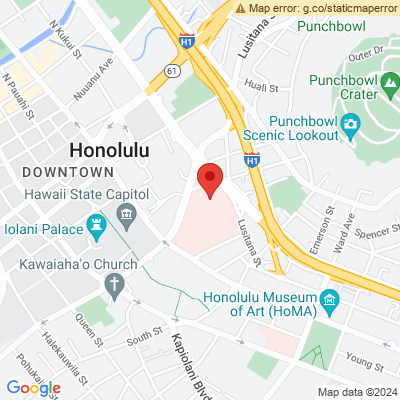 Map error: g.co/staticmaperror
Punchbowl
N Kukui St
Lusitana St
H1
Outer Dr
61
Huali St
Punchbowl
Crater
Nuuanu Ave
N Pauahi St
Punchbowl
Scenic Lookout
Honolulu
H1
DOWNTOWN
Hawaii State Capitol
Iolani Palace
Lusitana St
Emerson St
Ward Ave
Spencer St
Kawaiaha'o Church
Honolulu Museum
of Art (HoMA)
Queen St
South St
Halekauwila St
Kapiolani Blvd
Young St
Google
Map data ©2024